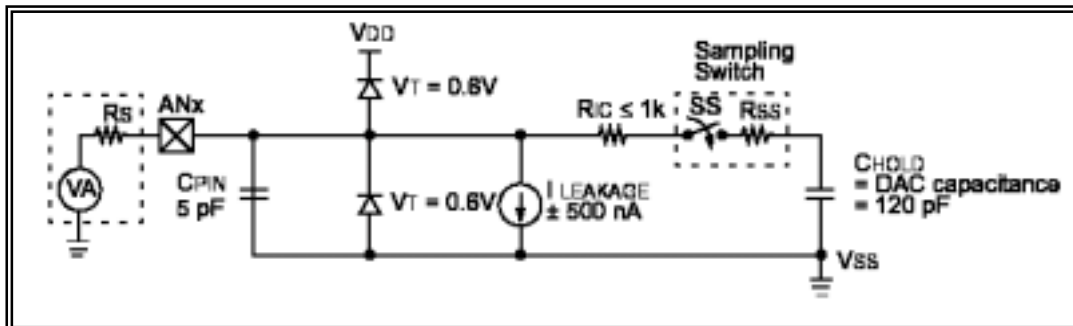 VDD
Sampling
Switch
VT = 0.6V
ANx
RS
RIC ≤ 1k
SS
RSS
VA
CPIN
5 pF
VT = 0.6V
I LEAKAGE
± 500 nA
CHOLD
= DAC capacitance
= 120 pF
VSS